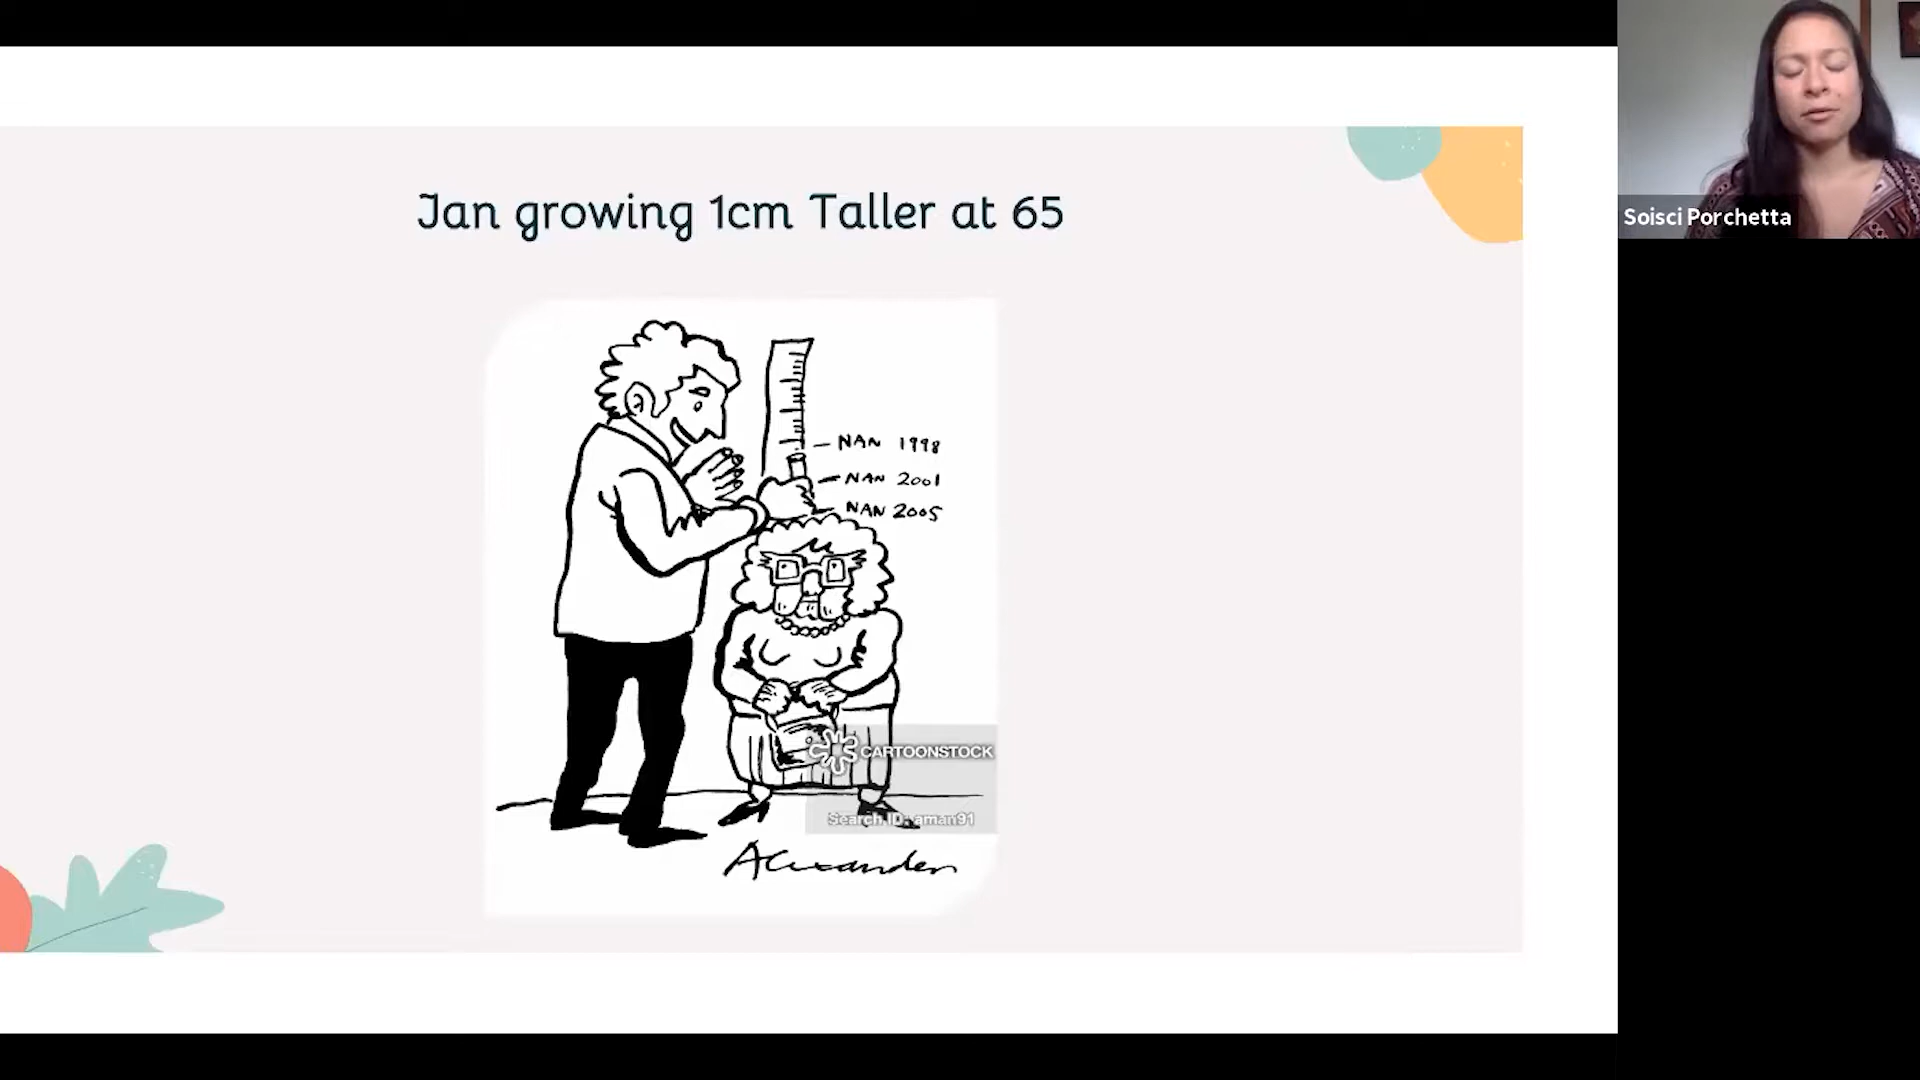 Jan growing 1cm Taller at 65
NAN 1998
NAN 2001
NAN 2005
CARTOONSTOCK
Search ID: aman91
Alexander
Soisci Porchetta